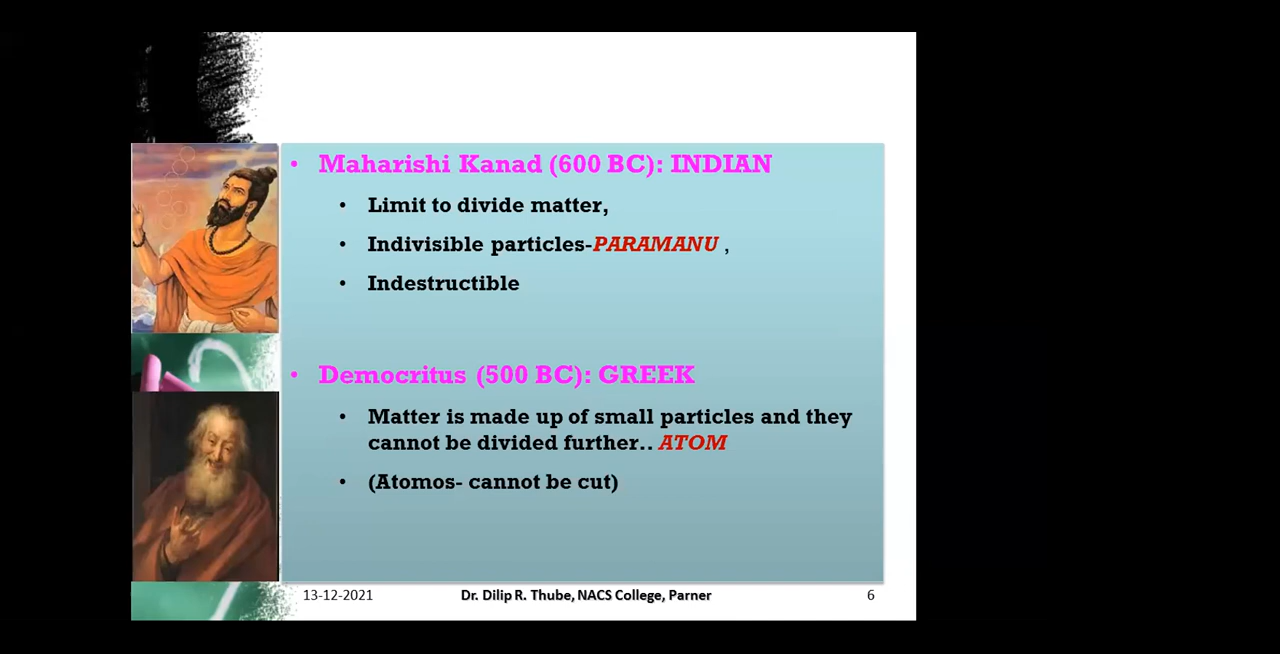 • Maharishi Kanad (600 BC): INDIAN
• Limit to divide matter,
• Indivisible particles-PARAMANU ,
• Indestructible
• Democritus (500 BC): GREEK
• Matter is made up of small particles and they
cannot be divided further.. ATOM
• (Atomos- cannot be cut)
13-12-2021 Dr. Dilip R. Thube, NACS College, Parner 6